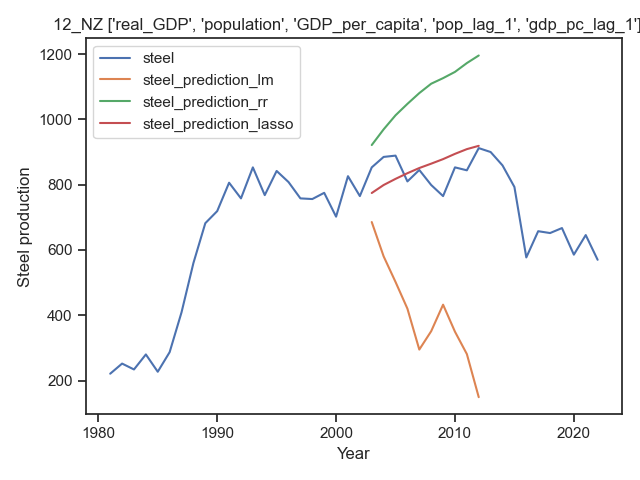 12_NZ ['real_GDP', 'population', 'GDP_per_capita', 'pop_lag_1', 'gdp_pc_lag_1']
steel
steel_prediction_lm
steel_prediction_rr
steel_prediction_lasso
Steel production
1200
1000
800
600
400
200
1980
1990
2000
2010
2020
Year